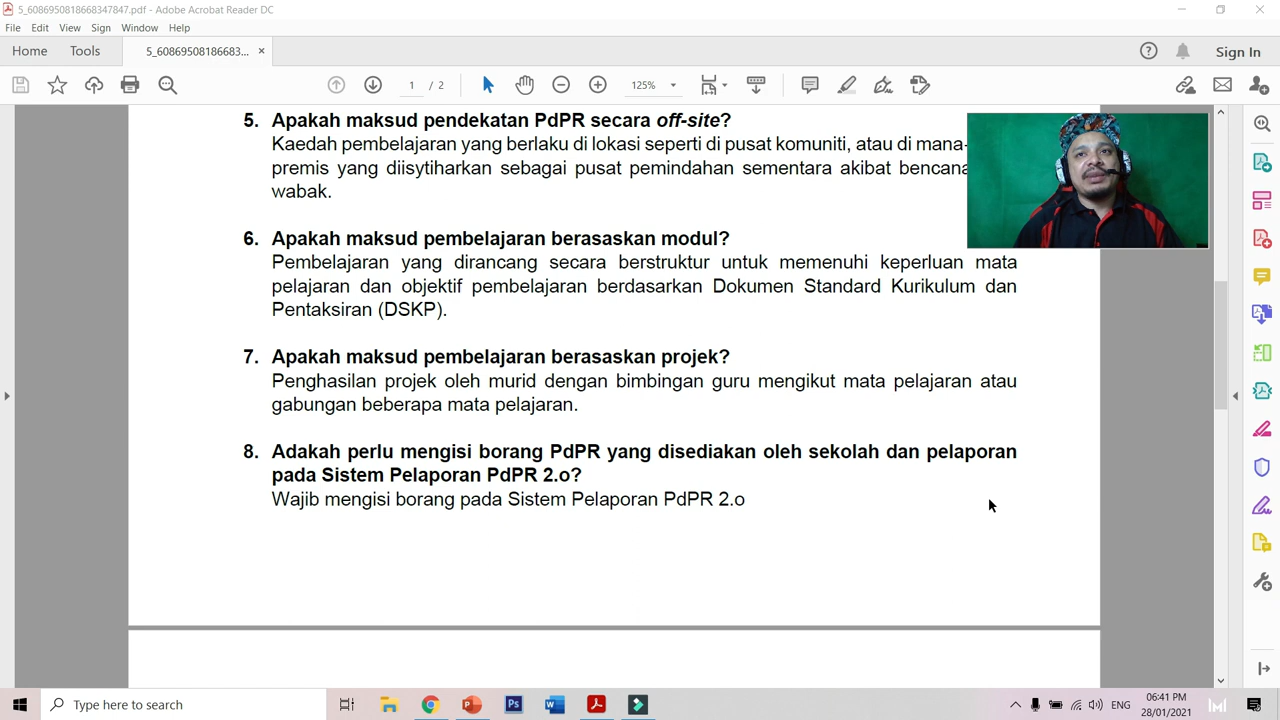 5_6086950818668347847.pdf - Adobe Acrobat Reader DC
File Edit View Sign Window Help
Home Tools 5_60869508186683... × Sign In
1 / 2 125%
5. Apakah maksud pendekatan PdPR secara off-site?
Kaedah pembelajaran yang berlaku di lokasi seperti di pusat komuniti, atau di mana-
premis yang diisytiharkan sebagai pusat pemindahan sementara akibat bencana
wabak.
6. Apakah maksud pembelajaran berasaskan modul?
Pembelajaran yang dirancang secara berstruktur untuk memenuhi keperluan mata
pelajaran dan objektif pembelajaran berdasarkan Dokumen Standard Kurikulum dan
Pentaksiran (DSKP).
7. Apakah maksud pembelajaran berasaskan projek?
Penghasilan projek oleh murid dengan bimbingan guru mengikut mata pelajaran atau
gabungan beberapa mata pelajaran.
8. Adakah perlu mengisi borang PdPR yang disediakan oleh sekolah dan pelaporan
pada Sistem Pelaporan PdPR 2.o?
Wajib mengisi borang pada Sistem Pelaporan PdPR 2.o
Type here to search
ENG
06:41 PM
28/01/2021